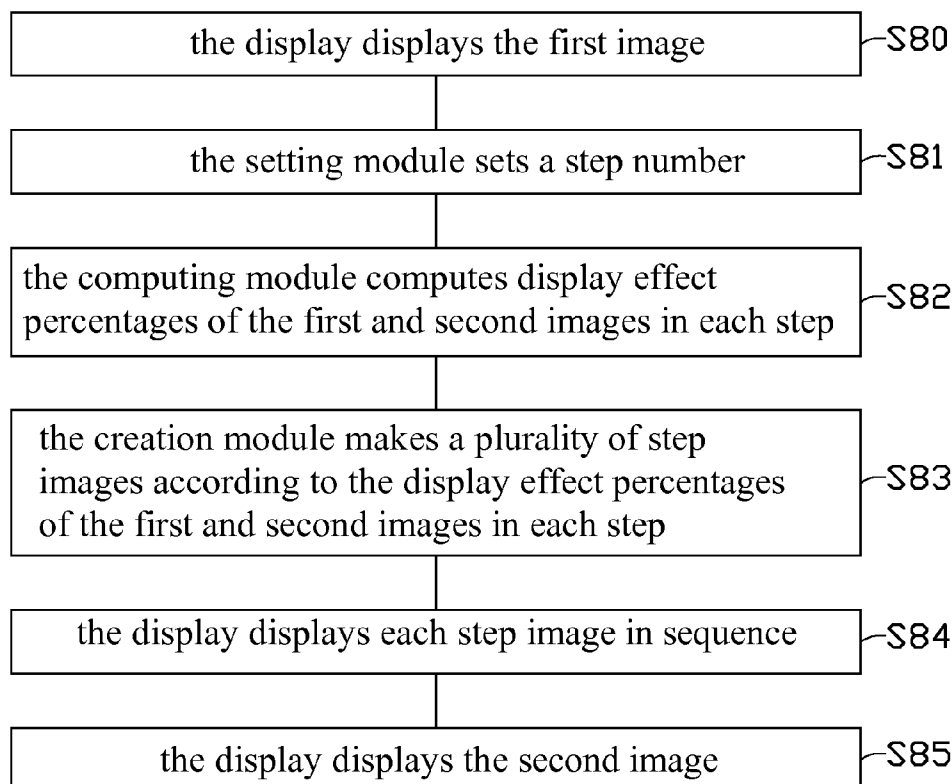 the display displays the first image
S80
the setting module sets a step number
S81
the computing module computes display effect
percentages of the first and second images in each step
S82
the creation module makes a plurality of step
images according to the display effect percentages
of the first and second images in each step
S83
the display displays each step image in sequence
S84
the display displays the second image
S85